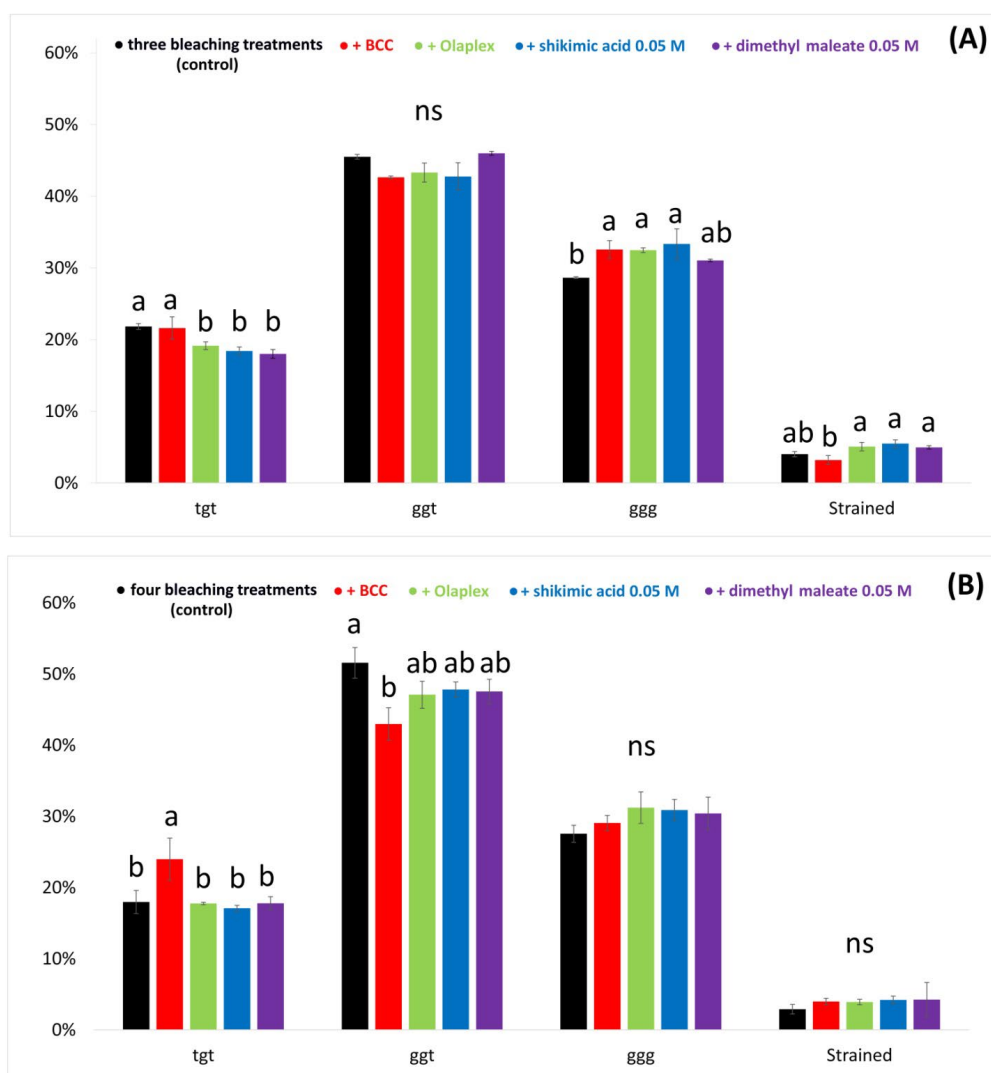 ● three bleaching treatments (control) ● + BCC ● + Olaplex ● + shikimic acid 0.05 M ● + dimethyl maleate 0.05 M (A)
60%
50%
40%
30%
20%
10%
0%
a a b b b
ns
b a a a ab
ab b a a a
tgt ggt ggg Strained
● four bleaching treatments (control) ● + BCC ● + Olaplex ● + shikimic acid 0.05 M ● + dimethyl maleate 0.05 M (B)
60%
50%
40%
30%
20%
10%
0%
b a b b b
a b ab ab ab
ns
ns
tgt ggt ggg Strained